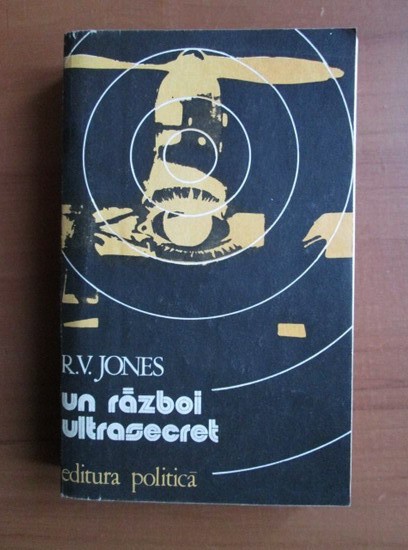 R.V. JONES
un război
ultrasecret
editura politică